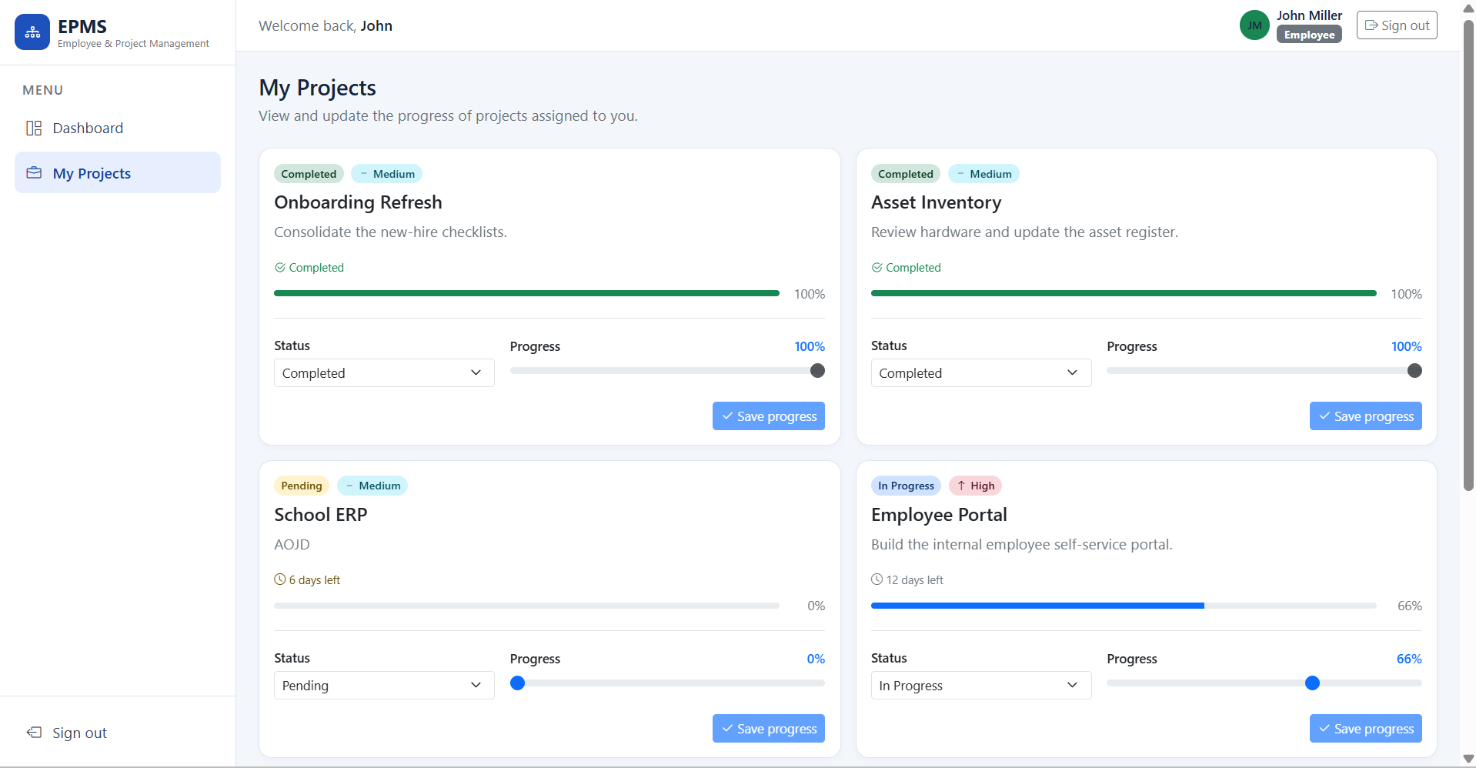 EPMS
Employee & Project Management
Welcome back, John
JM
John Miller
Employee
Sign out
MENU
Dashboard
My Projects
Sign out
My Projects
View and update the progress of projects assigned to you.
Completed
Medium
Onboarding Refresh
Consolidate the new-hire checklists.
Completed
100%
Status
Progress
100%
Completed
Save progress
Completed
Medium
Asset Inventory
Review hardware and update the asset register.
Completed
100%
Status
Progress
100%
Completed
Save progress
Pending
Medium
School ERP
AOJD
6 days left
0%
Status
Progress
0%
Pending
Save progress
In Progress
High
Employee Portal
Build the internal employee self-service portal.
12 days left
66%
Status
Progress
66%
In Progress
Save progress